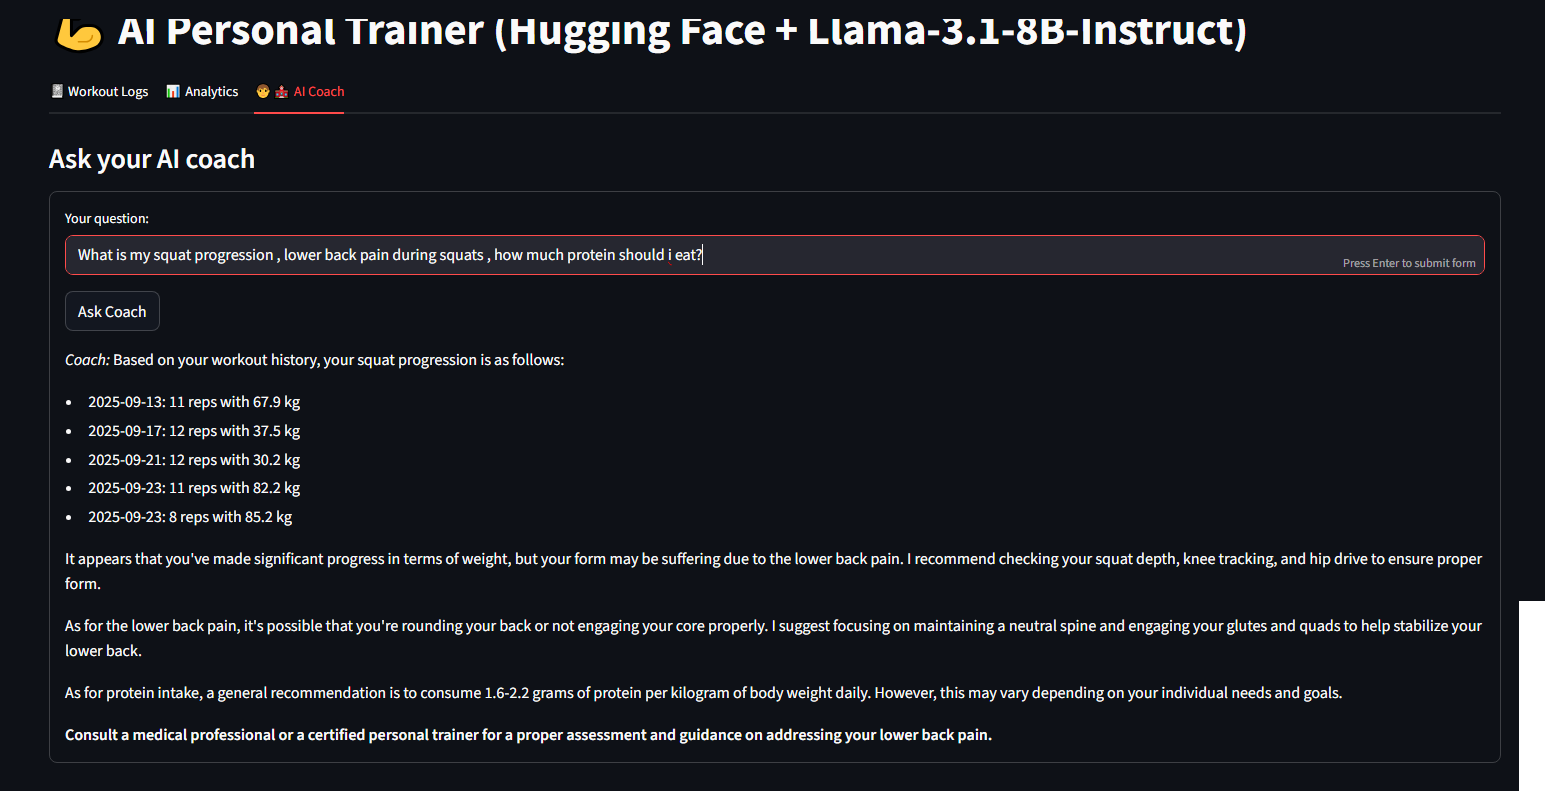 AI Personal Trainer (Hugging Face + Llama-3.1-8B-Instruct)
Workout Logs Analytics AI Coach
Ask your AI coach
Your question:
What is my squat progression , lower back pain during squats , how much protein should i eat?
Press Enter to submit form
Ask Coach
Coach: Based on your workout history, your squat progression is as follows:
• 2025-09-13: 11 reps with 67.9 kg
• 2025-09-17: 12 reps with 37.5 kg
• 2025-09-21: 12 reps with 30.2 kg
• 2025-09-23: 11 reps with 82.2 kg
• 2025-09-23: 8 reps with 85.2 kg
It appears that you've made significant progress in terms of weight, but your form may be suffering due to the lower back pain. I recommend checking your squat depth, knee tracking, and hip drive to ensure proper
form.
As for the lower back pain, it's possible that you're rounding your back or not engaging your core properly. I suggest focusing on maintaining a neutral spine and engaging your glutes and quads to help stabilize your
lower back.
As for protein intake, a general recommendation is to consume 1.6-2.2 grams of protein per kilogram of body weight daily. However, this may vary depending on your individual needs and goals.
Consult a medical professional or a certified personal trainer for a proper assessment and guidance on addressing your lower back pain.